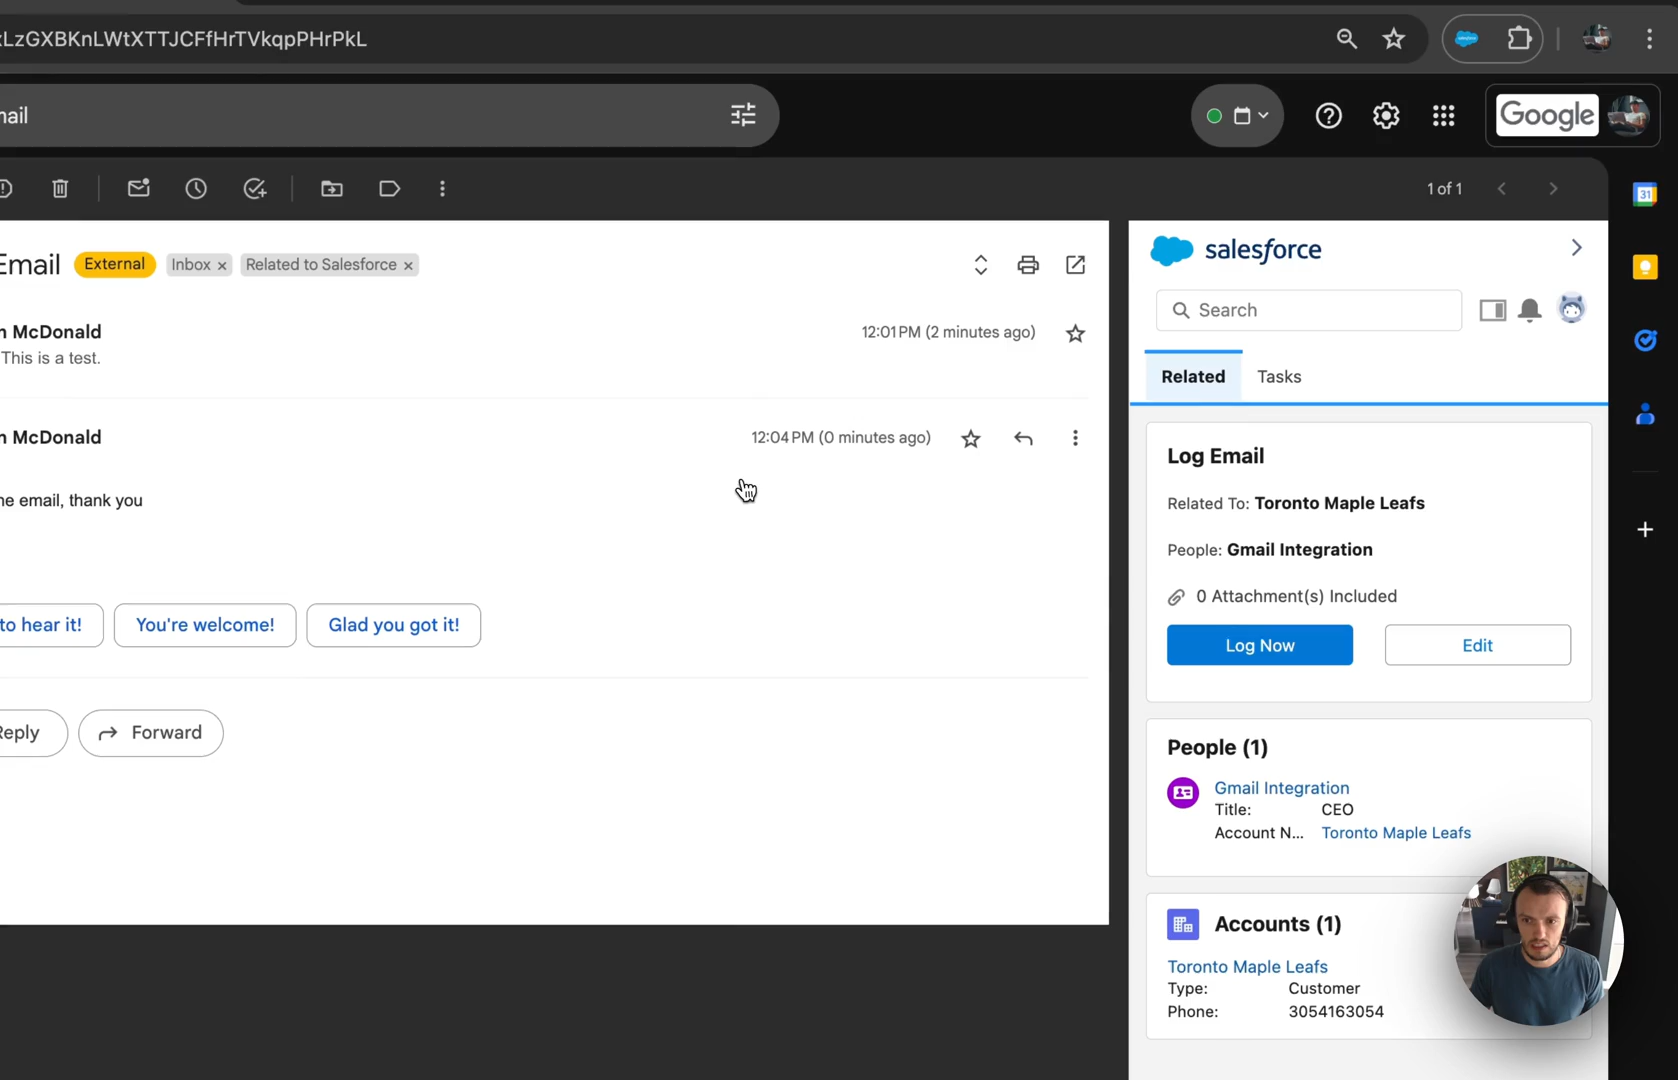 LzGXBKnLWtXTTJCFfHrTVkqpPHrPkL
nail
Google
1 of 1
31
Email External Inbox × Related to Salesforce ×
n McDonald 12:01 PM (2 minutes ago)
This is a test.
n McDonald 12:04 PM (0 minutes ago)
ne email, thank you
to hear it! You're welcome! Glad you got it!
Reply Forward
salesforce
Search
Related Tasks
Log Email
Related To: Toronto Maple Leafs
People: Gmail Integration
0 Attachment(s) Included
Log Now Edit
People (1)
Gmail Integration
Title: CEO
Account N... Toronto Maple Leafs
Accounts (1)
Toronto Maple Leafs
Type: Customer
Phone: 3054163054